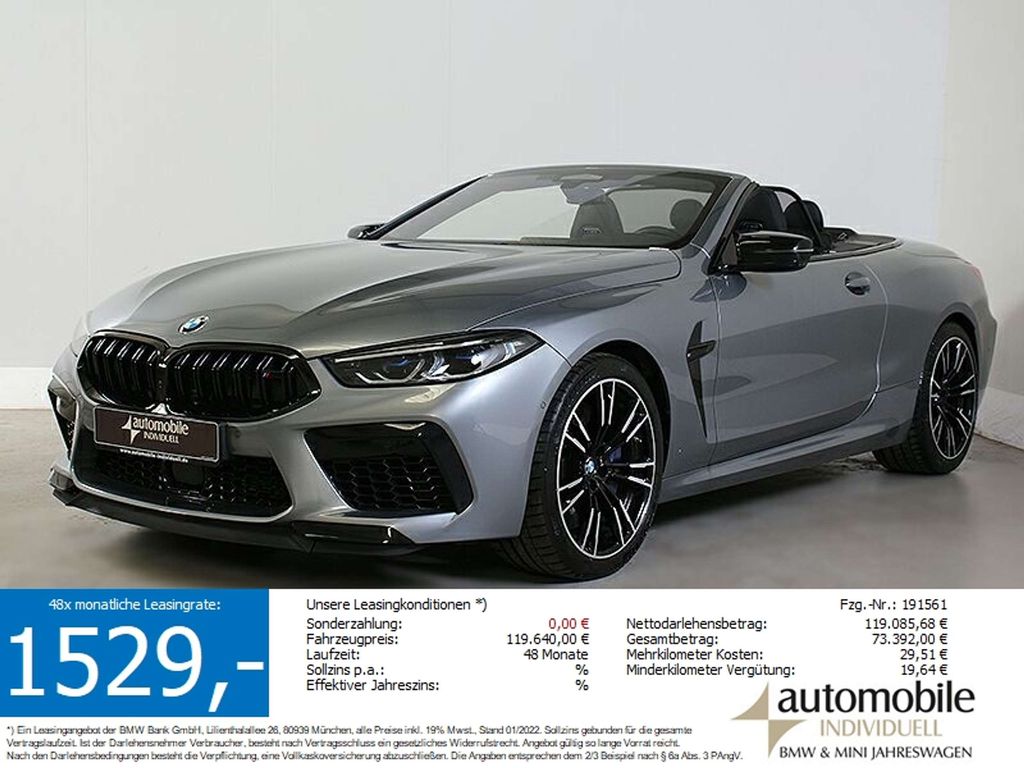 automobile
INDIVIDUELL
www.automobile-individuell.de
48x monatliche Leasingrate:
1529,-
Unsere Leasingkonditionen *)
Sonderzahlung: 0,00 €
Fahrzeugpreis: 119.640,00 €
Laufzeit: 48 Monate
Sollzins p.a.: %
Effektiver Jahreszins: %
Fzg.-Nr.: 191561
Nettodarlehensbetrag: 119.085,68 €
Gesamtbetrag: 73.392,00 €
Mehrkilometer Kosten: 29,51 €
Minderkilometer Vergütung: 19,64 €
automobile
INDIVIDUELL
BMW & MINI JAHRESWAGEN
*) Ein Leasingangebot der BMW Bank GmbH, Lilienthalallee 26, 80939 München, alle Preise inkl. 19% Mwst., Stand 01/2022. Sollzins gebunden für die gesamte
Vertragslaufzeit. Ist der Darlehensnehmer Verbraucher, besteht nach Vertragsschluss ein gesetzliches Widerrufsrecht. Angebot gültig so lange Vorrat reicht.
Nach den Darlehensbedingungen besteht die Verpflichtung, eine Vollkaskoversicherung abzuschließen. Die Angaben entsprechen dem 2/3 Beispiel nach § 6a Abs. 3 PAngV.